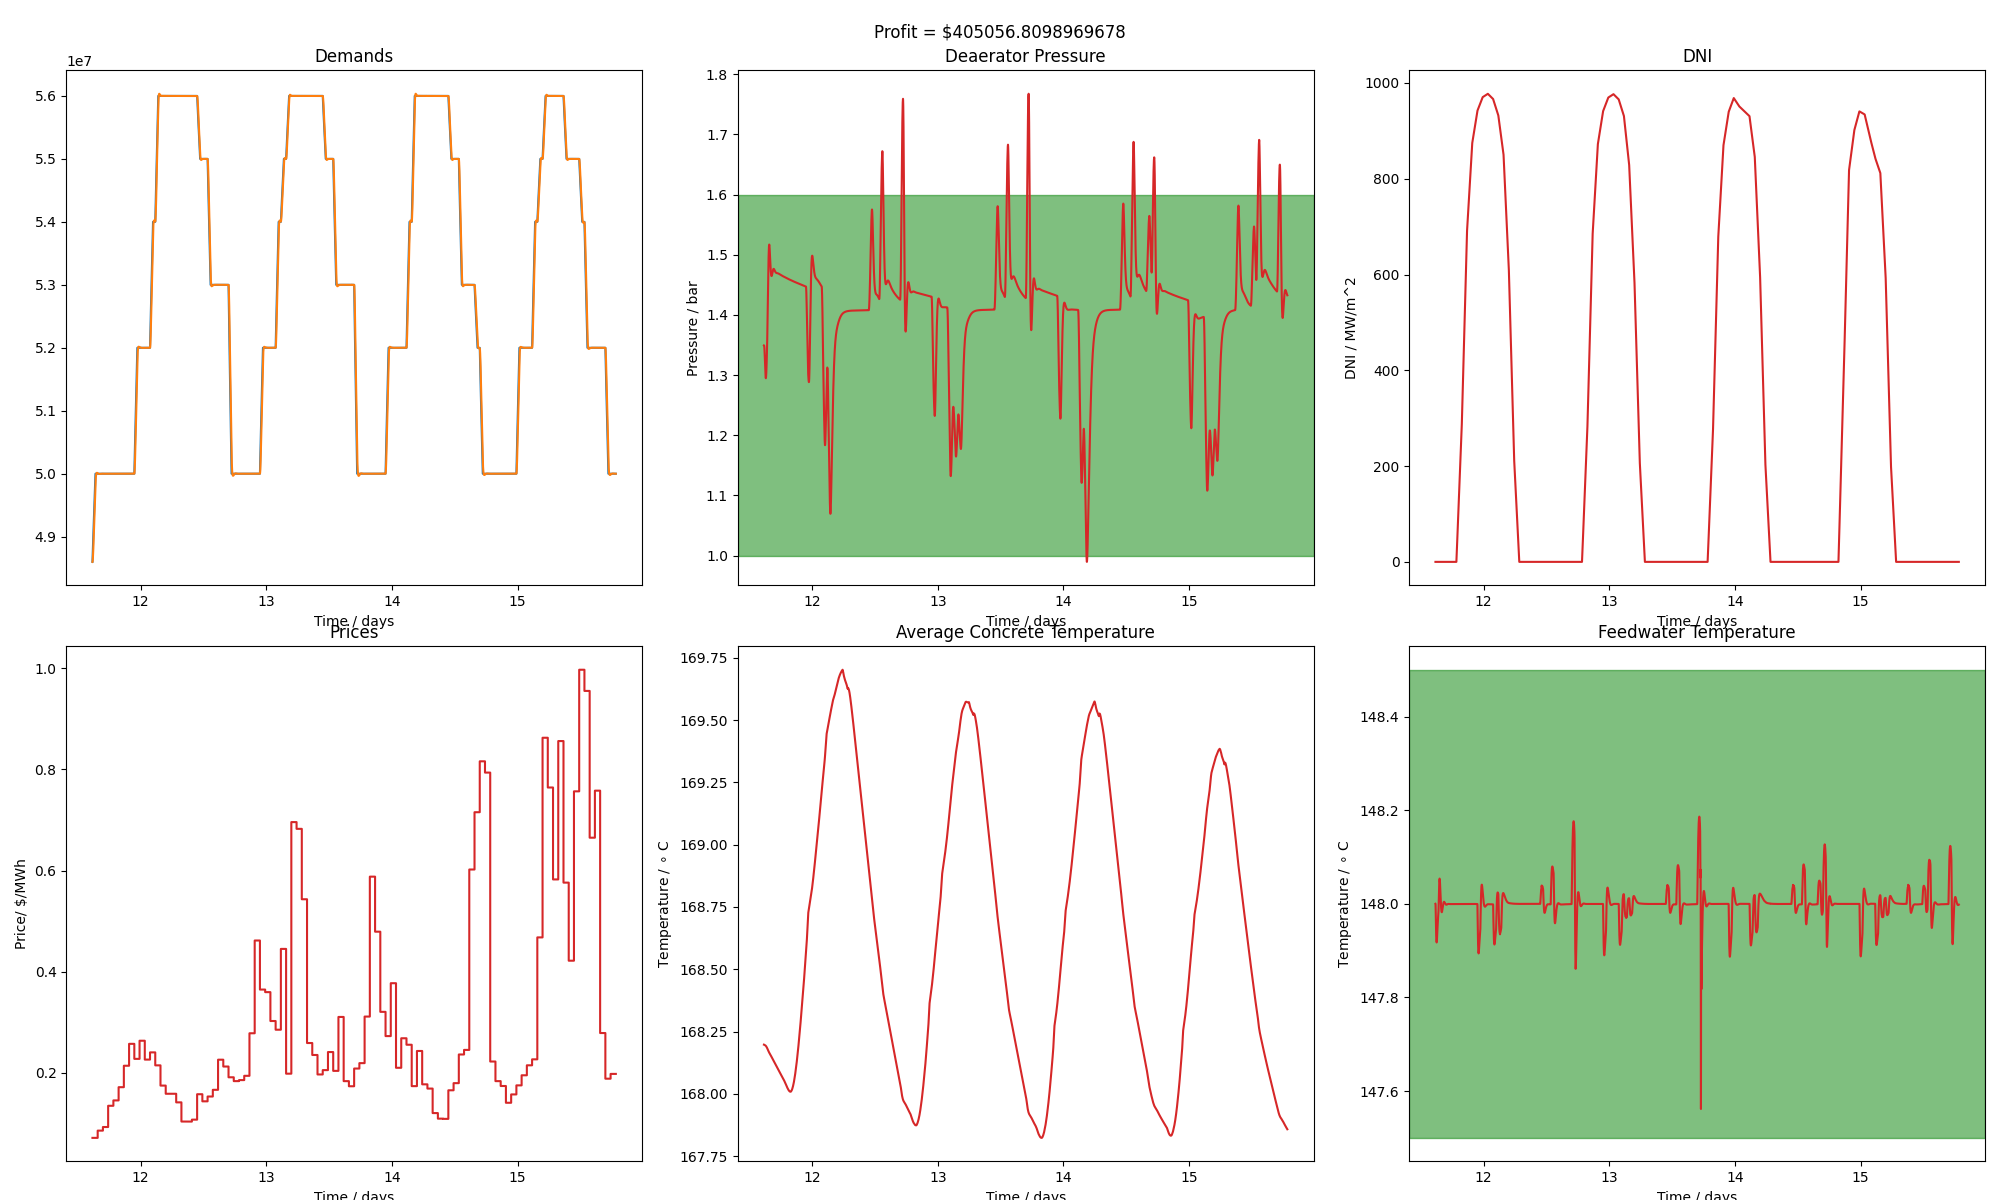 Profit = $405056.8098969678
Demands
1e7
5.6
5.5
5.4
5.3
5.2
5.1
5.0
4.9
12 13 14 15
Time / days
Deaerator Pressure
Pressure / bar
1.8
1.7
1.6
1.5
1.4
1.3
1.2
1.1
1.0
12 13 14 15
Time / days
DNI
DNI / MW/m^2
1000
800
600
400
200
0
12 13 14 15
Time / days
Prices
Price/ $/MWh
1.0
0.8
0.6
0.4
0.2
12 13 14 15
Time / days
Average Concrete Temperature
Temperature / ∘ C
169.75
169.50
169.25
169.00
168.75
168.50
168.25
168.00
167.75
12 13 14 15
Time / days
Feedwater Temperature
Temperature / ∘ C
148.4
148.2
148.0
147.8
147.6
12 13 14 15
Time / days